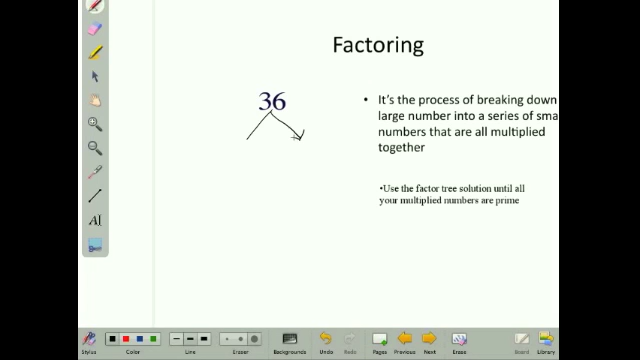 Factoring
36
• It's the process of breaking down
large number into a series of sma
numbers that are all multiplied
together
•Use the factor tree solution until all
your multiplied numbers are prime
A
Stylus
Color
Line
Eraser
Backgrounds
Undo
Redo
Pages
Previous
Next
Erase
Board
Library